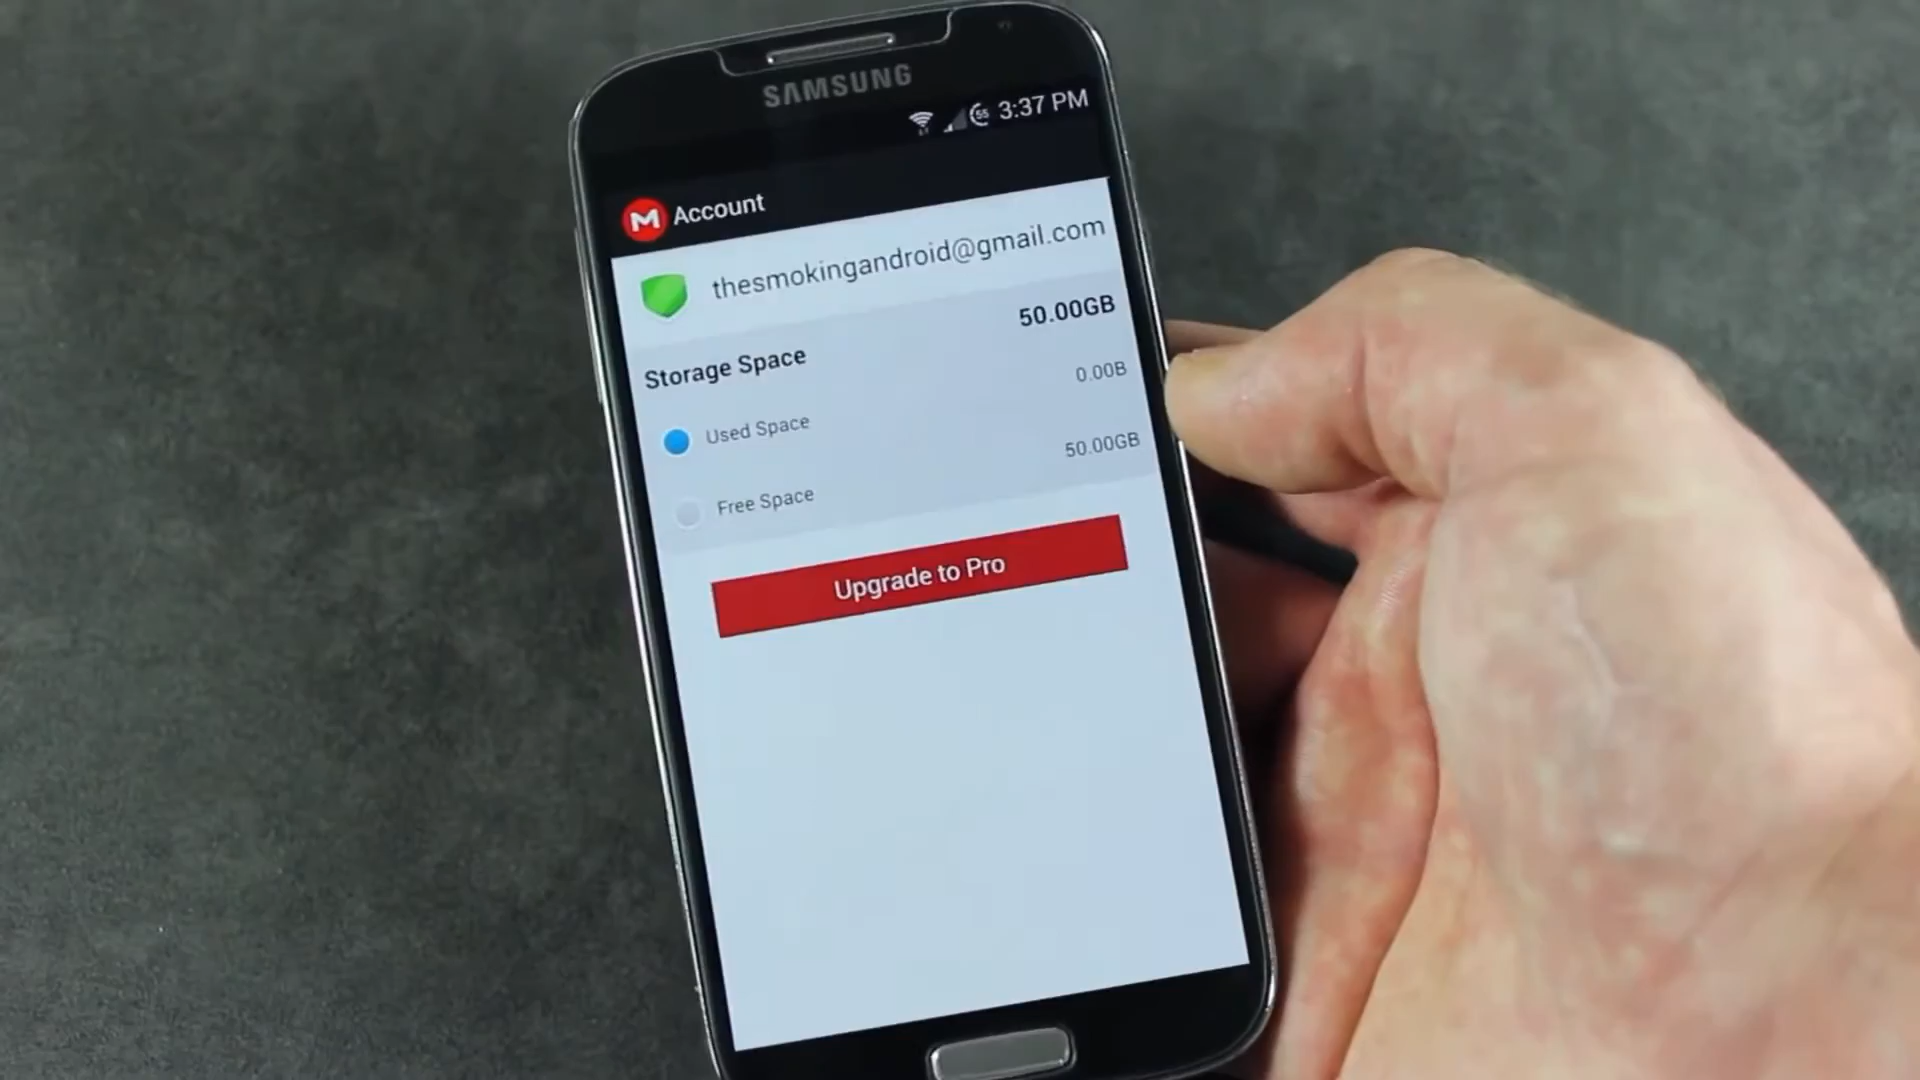 SAMSUNG
55 3:37 PM
M Account
thesmokingandroid@gmail.com
Storage Space 50.00GB
Used Space 0.00B
Free Space 50.00GB
Upgrade to Pro